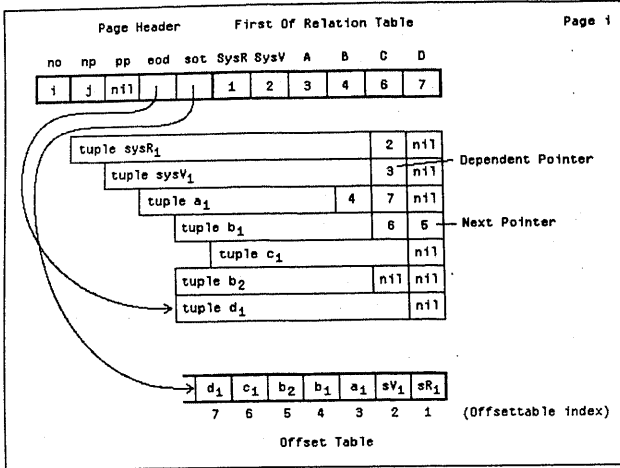 Page Header First Of Relation Table Page i
no np pp eod sot SysR SysV A B C D
i j nil 1 2 3 4 6 7
tuple sysR1 2 nil
tuple sysV1 3 nil Dependent Pointer
tuple a1 4 7 nil
tuple b1 6 5 Next Pointer
tuple c1 nil
tuple b2 nil nil
tuple d1 nil
d1 c1 b2 b1 a1 sV1 sR1
7 6 5 4 3 2 1 (Offsettable index)
Offset Table